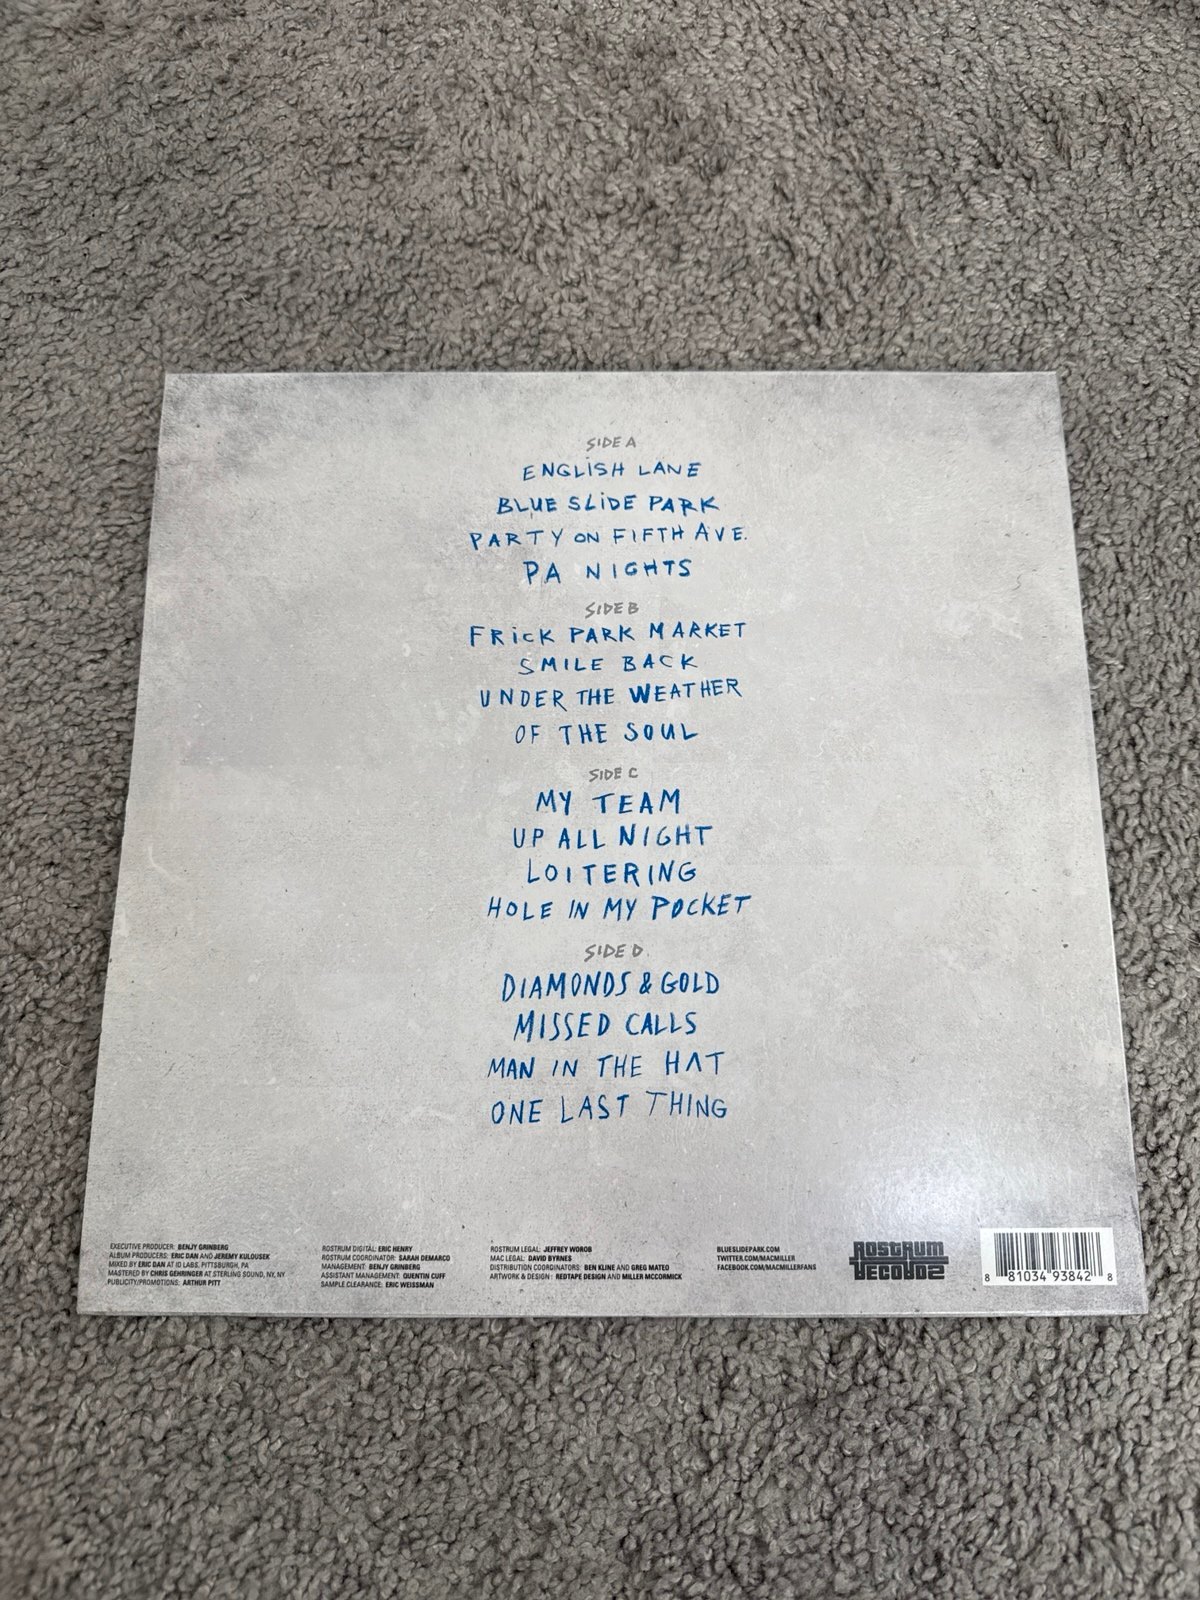 SIDE A
ENGLISH LANE
BLUE SLIDE PARK
PARTY ON FIFTH AVE.
PA NIGHTS
SIDE B
FRICK PARK MARKET
SMILE BACK
UNDER THE WEATHER
OF THE SOUL
SIDE C
MY TEAM
UP ALL NIGHT
LOITERING
HOLE IN MY POCKET
SIDE D
DIAMONDS & GOLD
MISSED CALLS
MAN IN THE HAT
ONE LAST THING
EXECUTIVE PRODUCER: BENJY GRINBERG
ALBUM PRODUCERS: ERIC DAN AND JEREMY KULOUSEK
MIXED BY ERIC DAN AT ID LABS, PITTSBURGH, PA
MASTERED BY CHRIS GEHRINGER AT STERLING SOUND, NY, NY
PUBLICITY/PROMOTIONS: ARTHUR PITT
ROSTRUM DIGITAL: ERIC HENRY
ROSTRUM COORDINATOR: SARAH DEMARCO
MANAGEMENT: BENJY GRINBERG
ASSISTANT MANAGEMENT: QUENTIN CUFF
SAMPLE CLEARANCE: ERIC WEISSMAN
ROSTRUM LEGAL: JEFFREY WOROB
MAC LEGAL: DAVID BYRNES
DISTRIBUTION COORDINATORS: BEN KLINE AND GREG MATEO
ARTWORK & DESIGN: REDTAPE DESIGN AND MILLER MCCORMICK
BLUESLIDEPARK.COM
TWITTER.COM/MACMILLER
FACEBOOK.COM/MACMILLERFANS
ROSTRUM
RECORDS
8 81034 93842 8